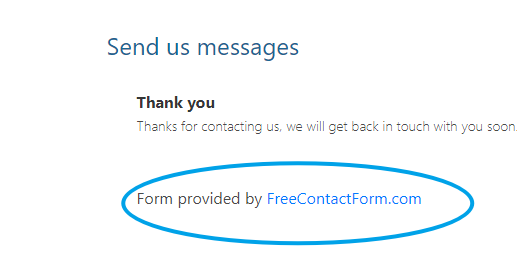 Send us messages
Thank you
Thanks for contacting us, we will get back in touch with you soon.
Form provided by FreeContactForm.com